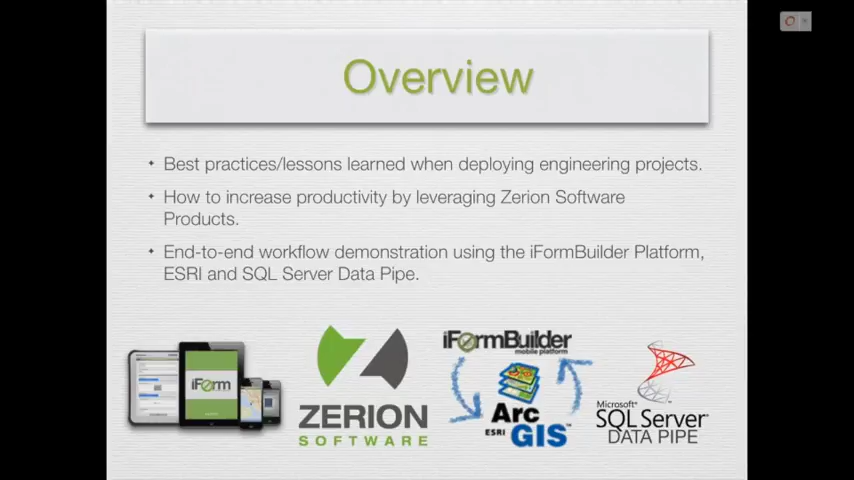 Overview
Best practices/lessons learned when deploying engineering projects.
How to increase productivity by leveraging Zerion Software
Products.
End-to-end workflow demonstration using the iFormBuilder Platform,
ESRI and SQL Server Data Pipe.
iForm
ZERION
SOFTWARE
iFormBuilder
mobile platform
Arc
ESRI GIS
Microsoft®
SQL Server
DATA PIPE